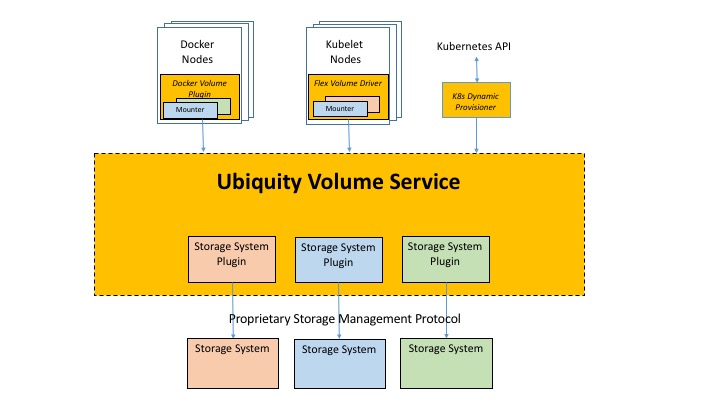 Docker
Nodes
Docker Volume
Plugin
Mounter
Kubelet
Nodes
Flex Volume Driver
Mounter
Kubernetes API
K8s Dynamic
Provisioner
Ubiquity Volume Service
Storage System
Plugin
Storage System
Plugin
Storage System
Plugin
Proprietary Storage Management Protocol
Storage System
Storage System
Storage System